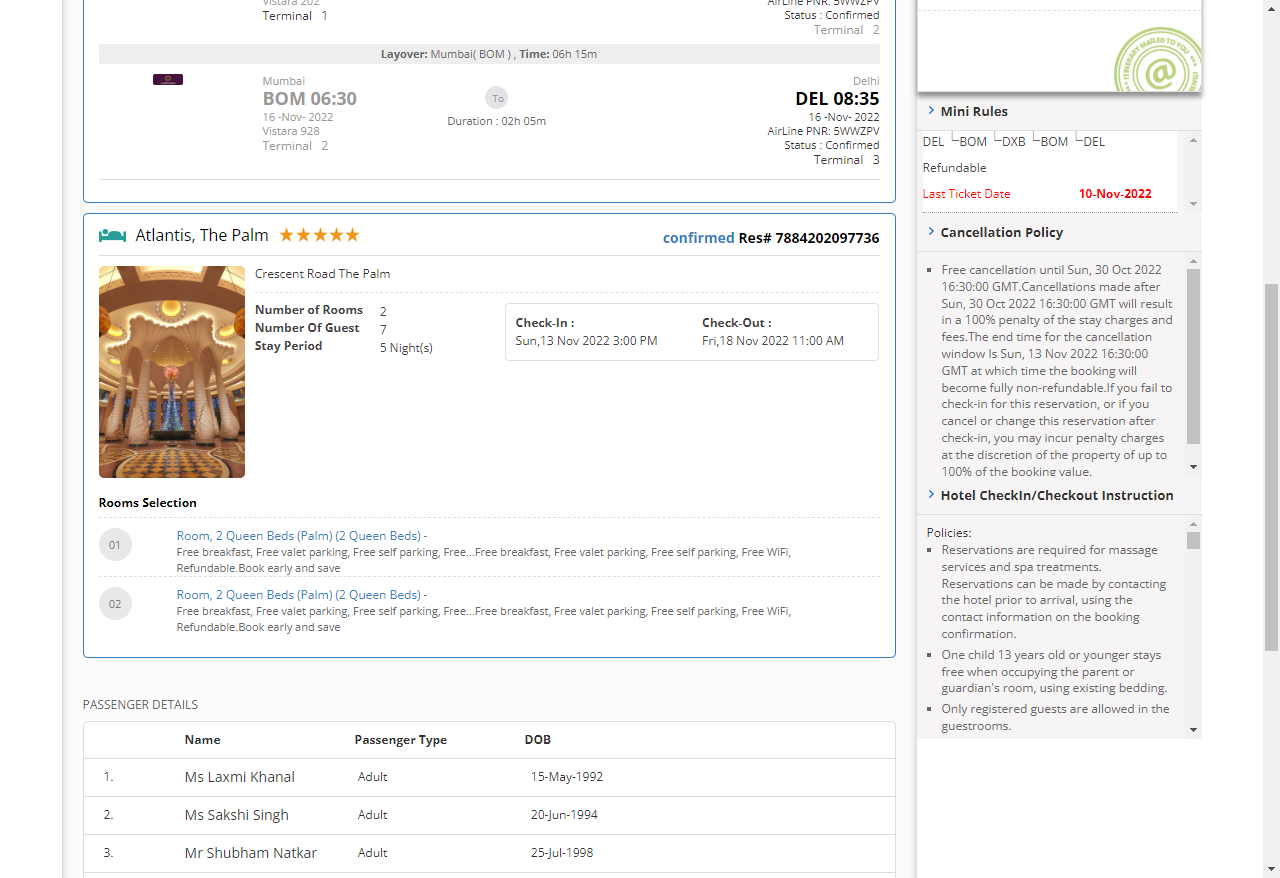 Vistara 202
AirLine PNR: 5WWZPV
Terminal 1
Status : Confirmed
Terminal 2
Layover: Mumbai( BOM ) , Time: 06h 15m
Mumbai
BOM 06:30
16 -Nov- 2022
Vistara 928
Terminal 2
To
Duration : 02h 05m
Delhi
DEL 08:35
16 -Nov- 2022
AirLine PNR: 5WWZPV
Status : Confirmed
Terminal 3
Atlantis, The Palm
confirmed Res# 7884202097736
Crescent Road The Palm
Number of Rooms 2
Number Of Guest 7
Stay Period 5 Night(s)
Check-In :
Sun,13 Nov 2022 3:00 PM
Check-Out :
Fri,18 Nov 2022 11:00 AM
Rooms Selection
01
Room, 2 Queen Beds (Palm) (2 Queen Beds) -
Free breakfast, Free valet parking, Free self parking, Free...Free breakfast, Free valet parking, Free self parking, Free WiFi,
Refundable.Book early and save
02
Room, 2 Queen Beds (Palm) (2 Queen Beds) -
Free breakfast, Free valet parking, Free self parking, Free...Free breakfast, Free valet parking, Free self parking, Free WiFi,
Refundable.Book early and save
PASSENGER DETAILS
Name Passenger Type DOB
1. Ms Laxmi Khanal Adult 15-May-1992
2. Ms Sakshi Singh Adult 20-Jun-1994
3. Mr Shubham Natkar Adult 25-Jul-1998
ITINERARY MAILED TO YOU
@
Mini Rules
DEL BOM DXB BOM DEL
Refundable
Last Ticket Date 10-Nov-2022
Cancellation Policy
Free cancellation until Sun, 30 Oct 2022
16:30:00 GMT.Cancellations made after
Sun, 30 Oct 2022 16:30:00 GMT will result
in a 100% penalty of the stay charges and
fees.The end time for the cancellation
window Is Sun, 13 Nov 2022 16:30:00
GMT at which time the booking will
become fully non-refundable.If you fail to
check-in for this reservation, or if you
cancel or change this reservation after
check-in, you may incur penalty charges
at the discretion of the property of up to
100% of the booking value.
Hotel CheckIn/Checkout Instruction
Policies:
Reservations are required for massage
services and spa treatments.
Reservations can be made by contacting
the hotel prior to arrival, using the
contact information on the booking
confirmation.
One child 13 years old or younger stays
free when occupying the parent or
guardian's room, using existing bedding.
Only registered guests are allowed in the
guestrooms.